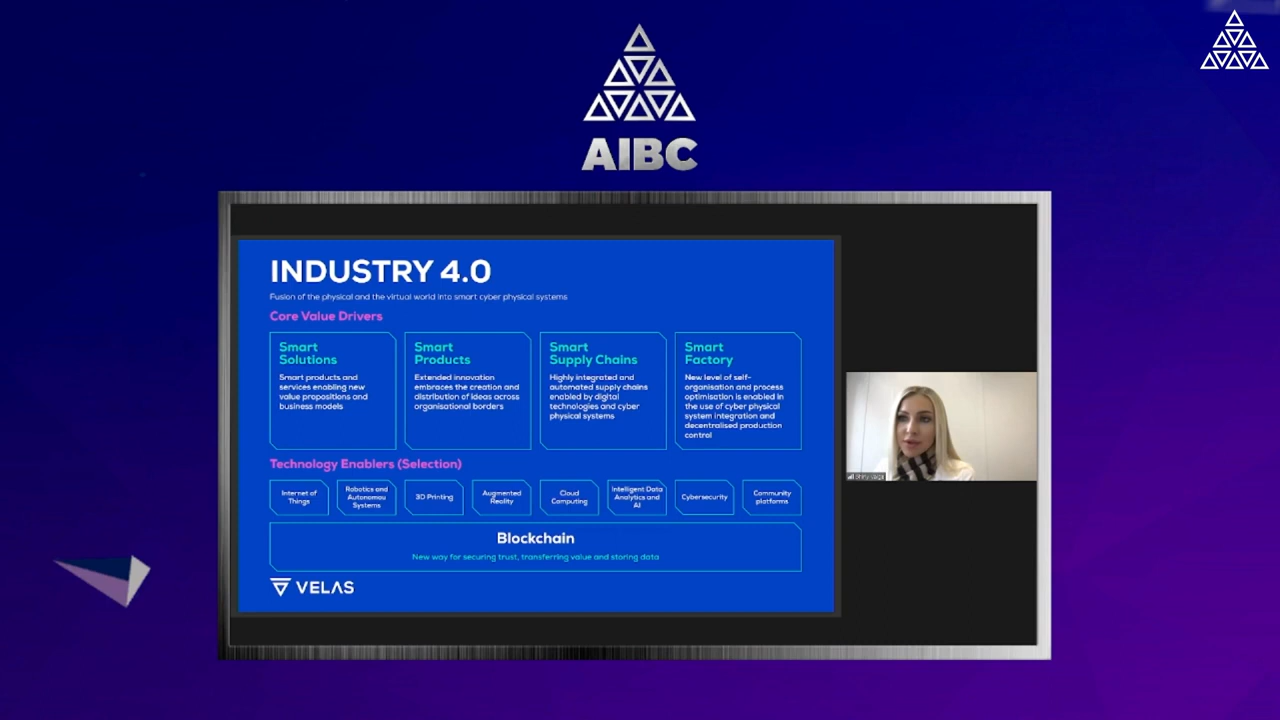 AIBC
INDUSTRY 4.0
Fusion of the physical and the virtual world into smart cyber physical systems
Core Value Drivers
Smart
Solutions
Smart products and
services enabling new
value propositions and
business models
Smart
Products
Extended innovation
embraces the creation and
distribution of ideas across
organisational borders
Smart
Supply Chains
Highly integrated and
automated supply chains
enabled by digital
technologies and cyber
physical systems
Smart
Factory
New level of self-
organisation and process
optimisation is enabled in
the use of cyber physical
system integration and
decentralised production
control
Technology Enablers (Selection)
Internet of
Things
Robotics and
Autonomou
Systems
3D Printing
Augmented
Reality
Cloud
Computing
Intelligent Data
Analytics and
AI
Cybersecurity
Community
platforms
Blockchain
New way for securing trust, transferring value and storing data
VELAS